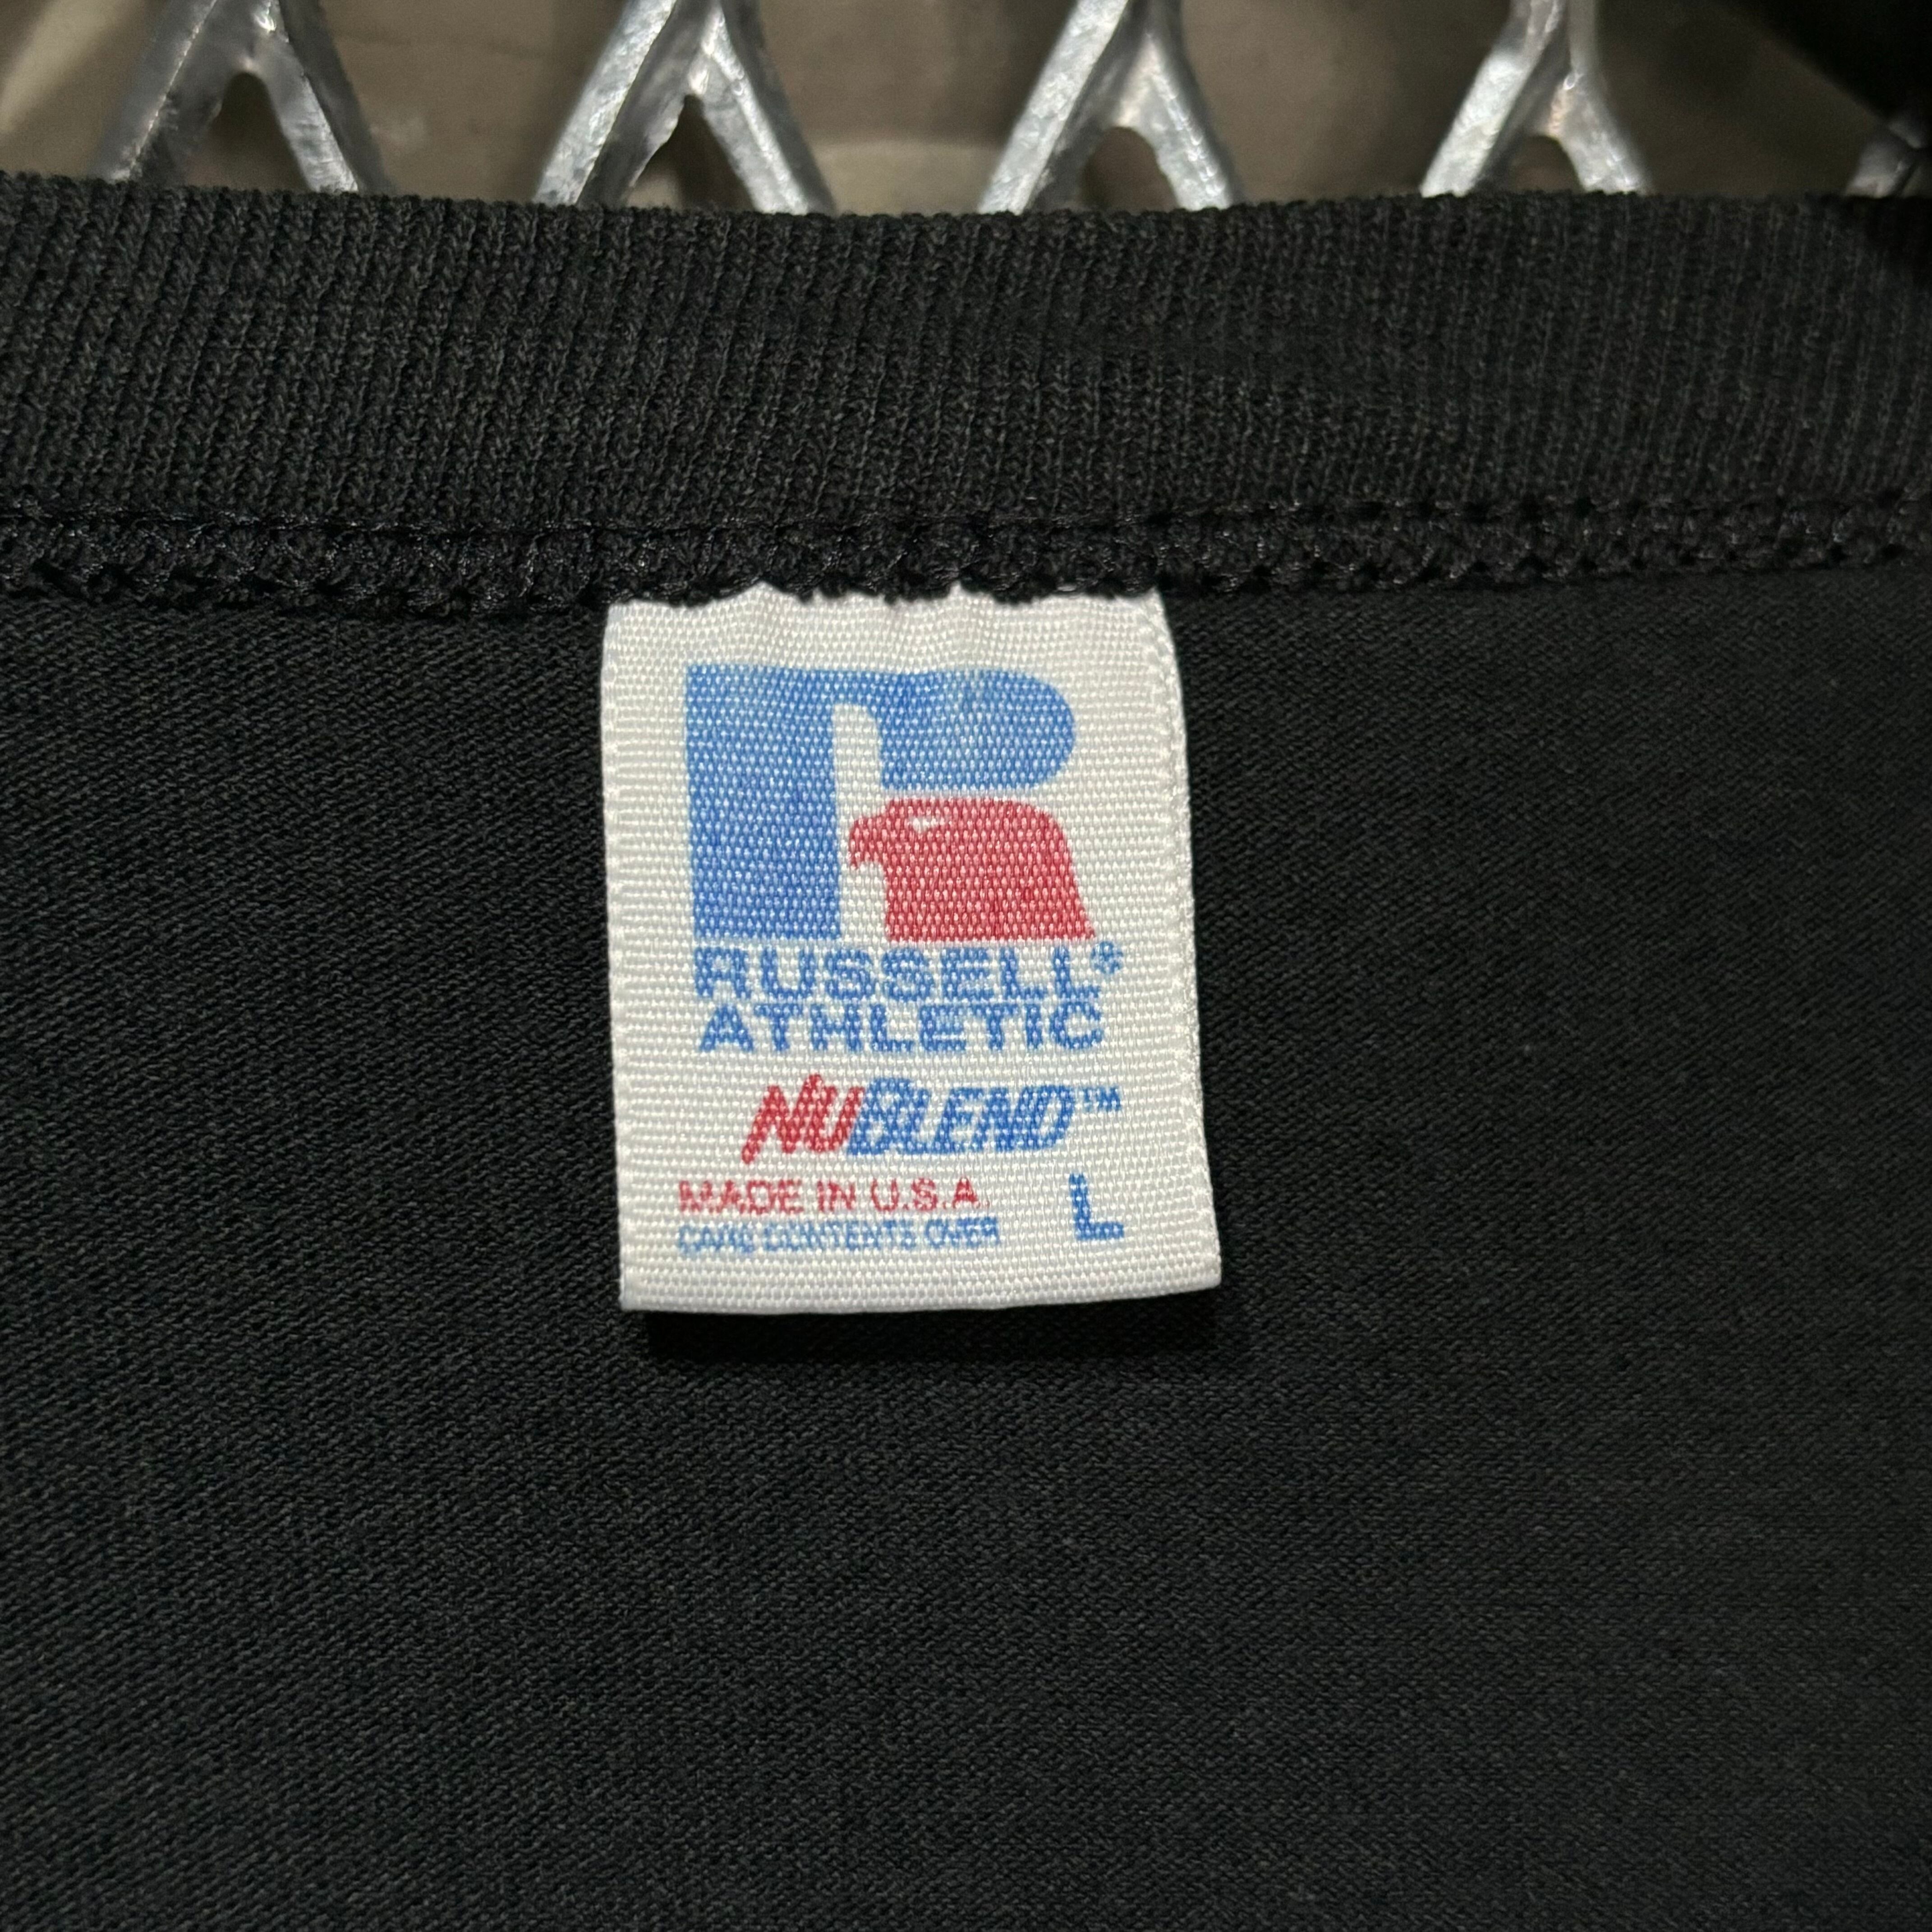 RUSSELL®
ATHLETIC
NUBLEND™
MADE IN U.S.A. L
CARE CONTENTS OVER